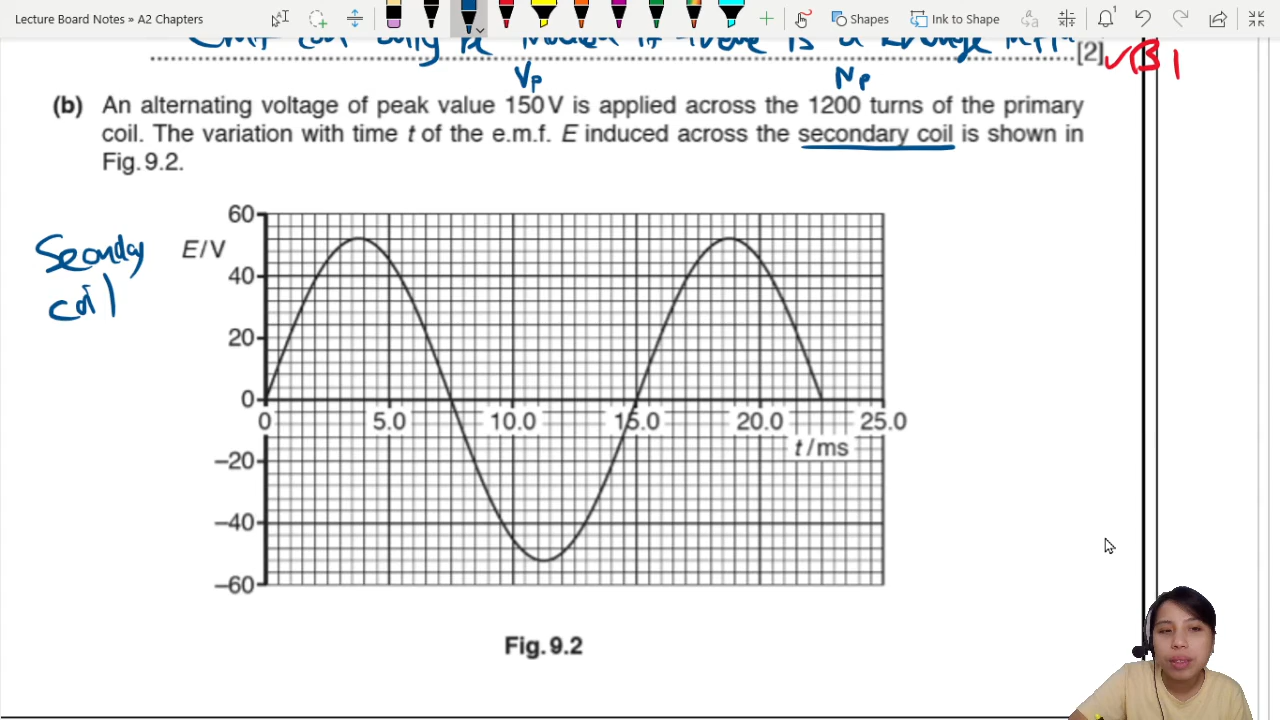 Lecture Board Notes » A2 Chapters
Shapes
Ink to Shape
is a
[2] ✓B1
Vp
Np
(b) An alternating voltage of peak value 150 V is applied across the 1200 turns of the primary
coil. The variation with time t of the e.m.f. E induced across the secondary coil is shown in
Fig. 9.2.
Seconday
coil
E/V
60
40
20
0
–20
–40
–60
0 5.0 10.0 15.0 20.0 25.0
t/ms
Fig. 9.2